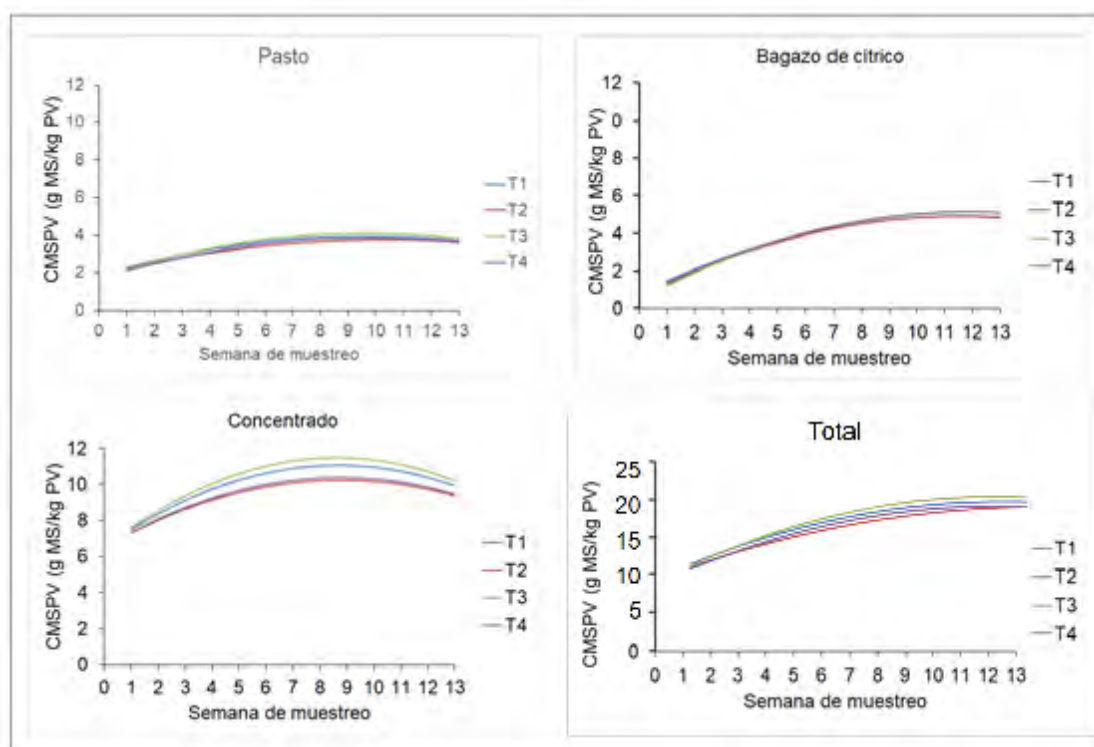 Pasto
CMSPV (g MS/kg PV)
12
10
8
6
4
2
0
0 1 2 3 4 5 6 7 8 9 10 11 12 13
Semana de muestreo
T1
T2
T3
T4
Bagazo de cítrico
CMSPV (g MS/kg PV)
12
0
8
6
4
2
0
0 1 2 3 4 5 6 7 8 9 10 11 12 13
Semana de muestreo
T1
T2
T3
T4
Concentrado
CMSPV (g MS/kg PV)
12
10
8
6
4
2
0
0 1 2 3 4 5 6 7 8 9 10 11 12 13
Semana de muestreo
T1
T2
T3
T4
Total
CMSPV (g MS/kg PV)
25
20
15
10
5
0
0 1 2 3 4 5 6 7 8 9 10 11 12 13
Semana de muestreo
T1
T2
T3
T4